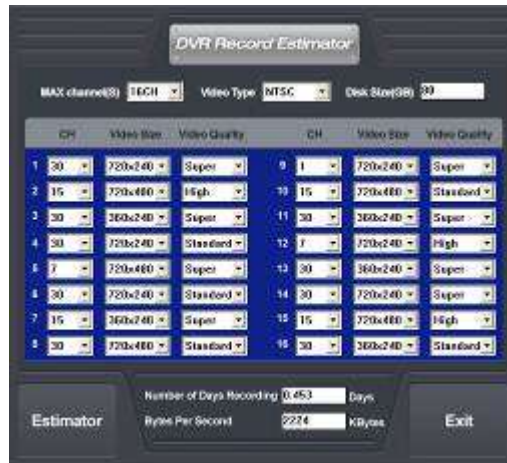 DVR Record Estimator
MAX channel(S) 16CH Video Type NTSC Disk Size(GB) 80
CH Video Size Video Quality CH Video Size Video Quality
1 30 720x240 Super 9 1 720x240 Super
2 15 720x480 High 10 15 720x480 Standard
3 30 360x240 Super 11 30 360x240 Super
4 30 720x240 Standard 12 7 720x240 High
5 7 720x480 Super 13 30 360x240 Super
6 30 720x240 Standard 14 30 720x240 Super
7 15 360x240 Super 15 15 720x480 High
8 30 720x480 Standard 16 30 360x240 Standard
Number of Days Recording 0.453 Days
Estimator Bytes Per Second 2224 KBytes Exit